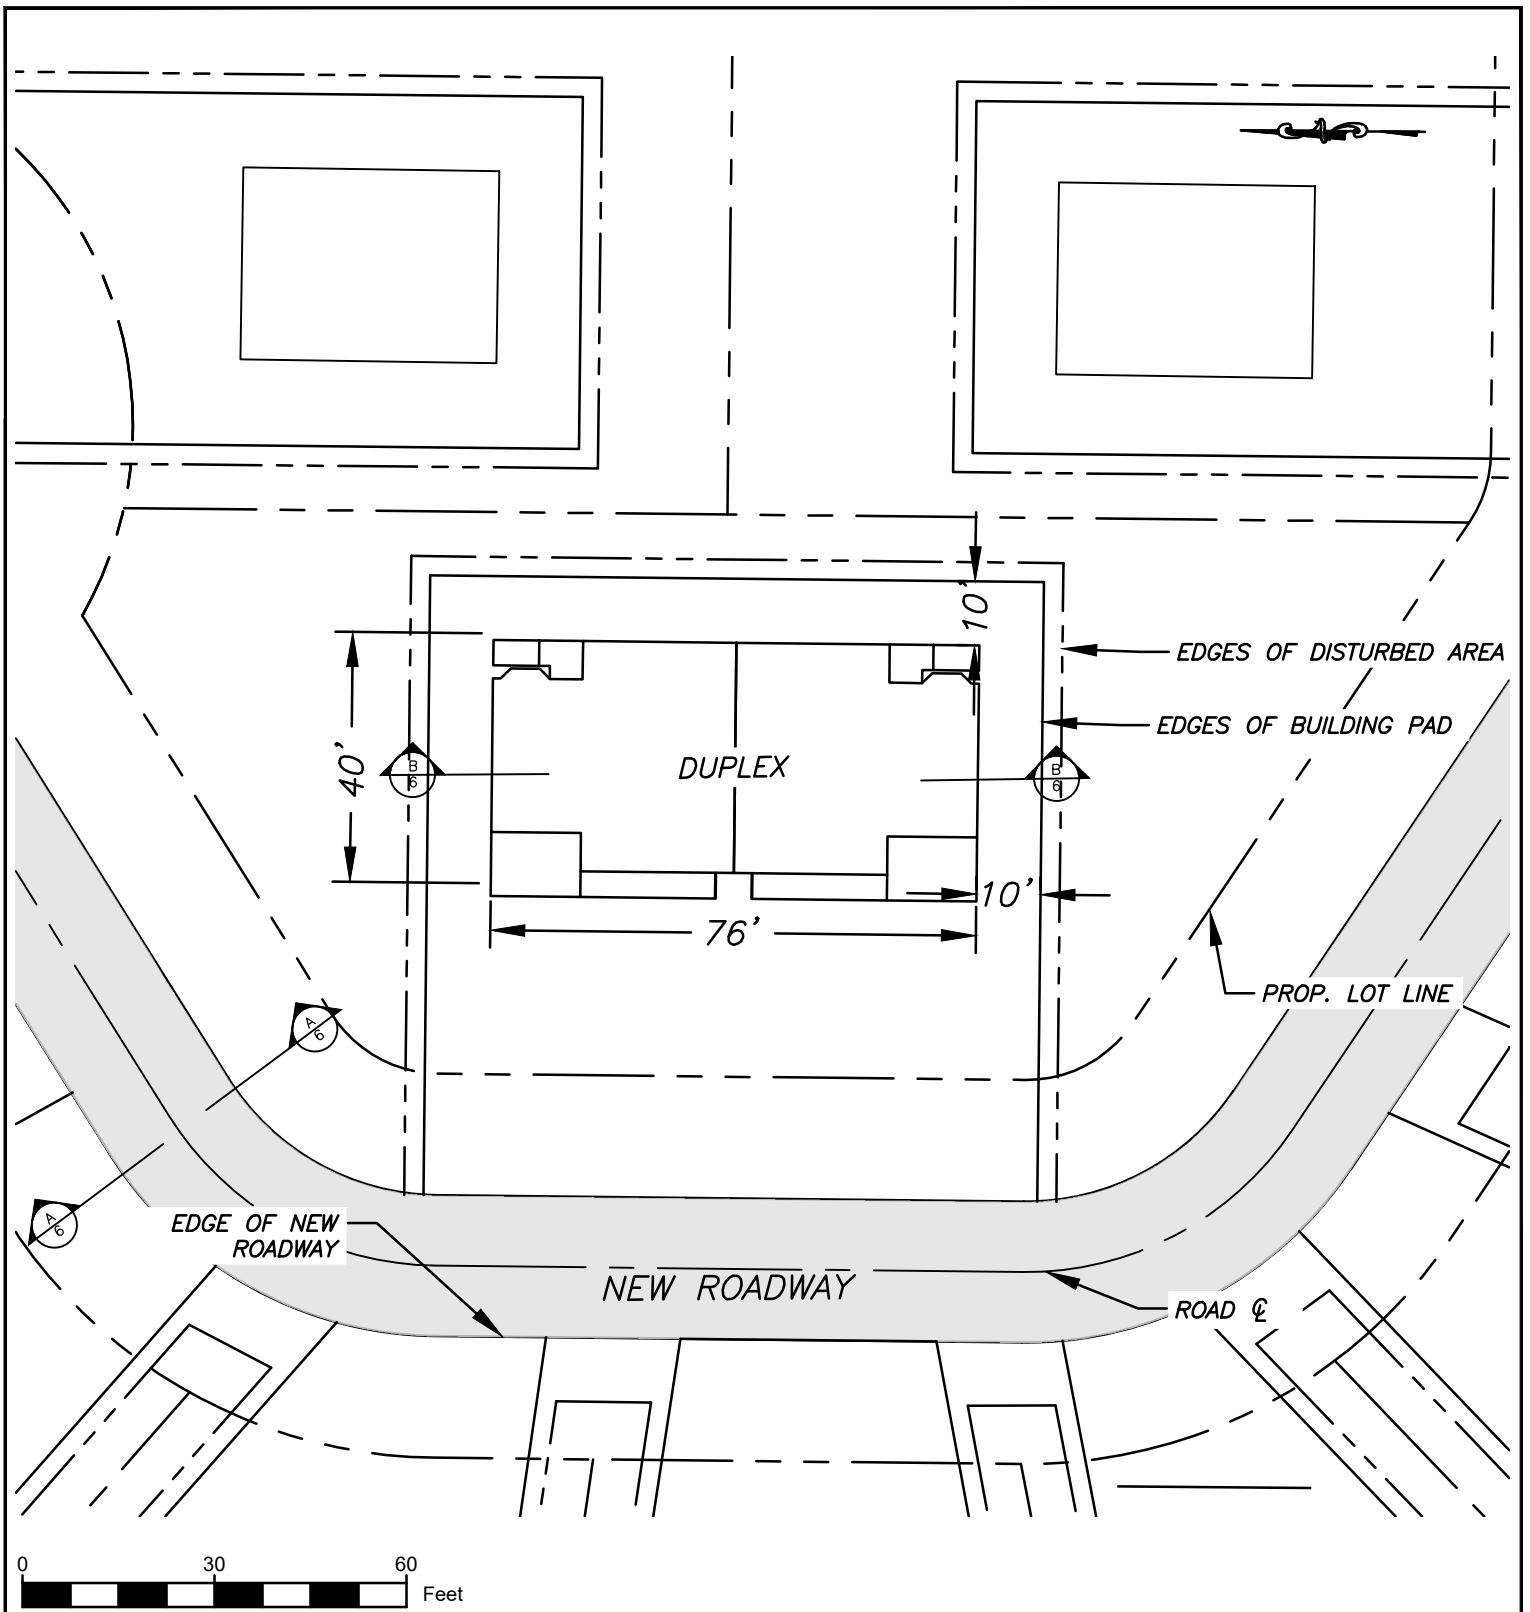 10'
EDGES OF DISTURBED AREA
EDGES OF BUILDING PAD
40'
B
6
DUPLEX
B
6
10'
76'
PROP. LOT LINE
A
6
A
6
EDGE OF NEW
ROADWAY
NEW ROADWAY
ROAD ℄
0 30 60
Feet